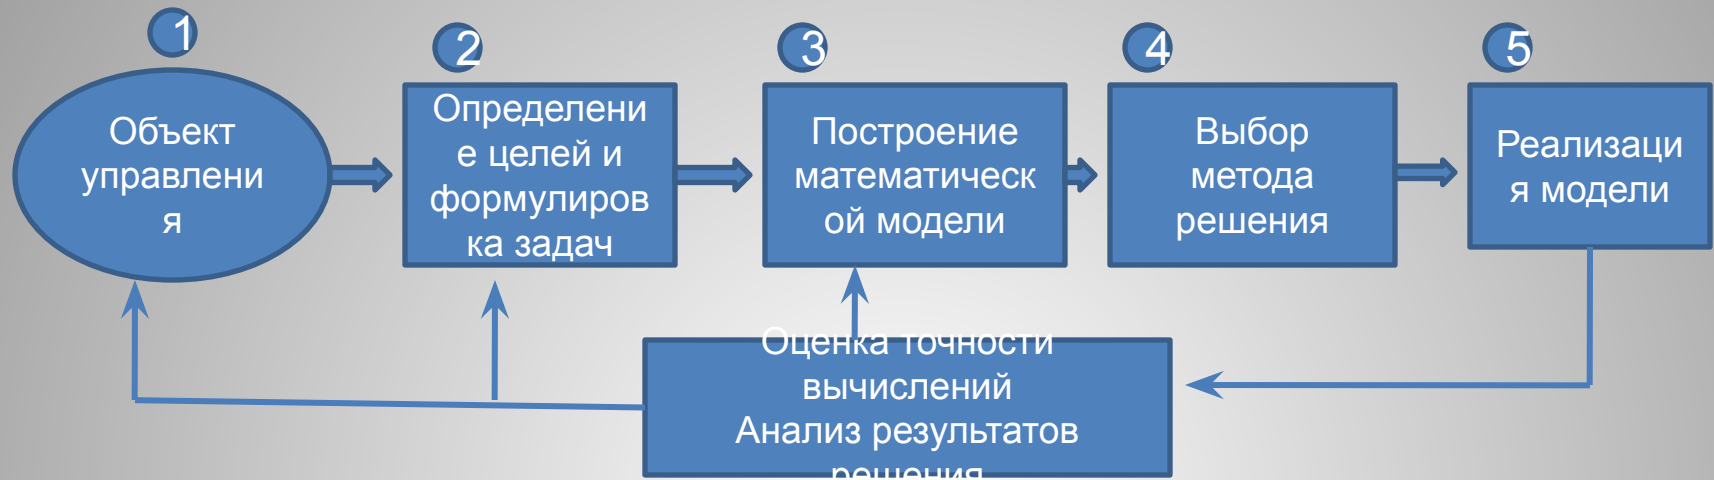 1
2
3
4
5
Объект
управлени
я
Определени
е целей и
формулиров
ка задач
Построение
математическ
ой модели
Выбор
метода
решения
Реализаци
я модели
Оценка точности
вычислений
Анализ результатов
решения